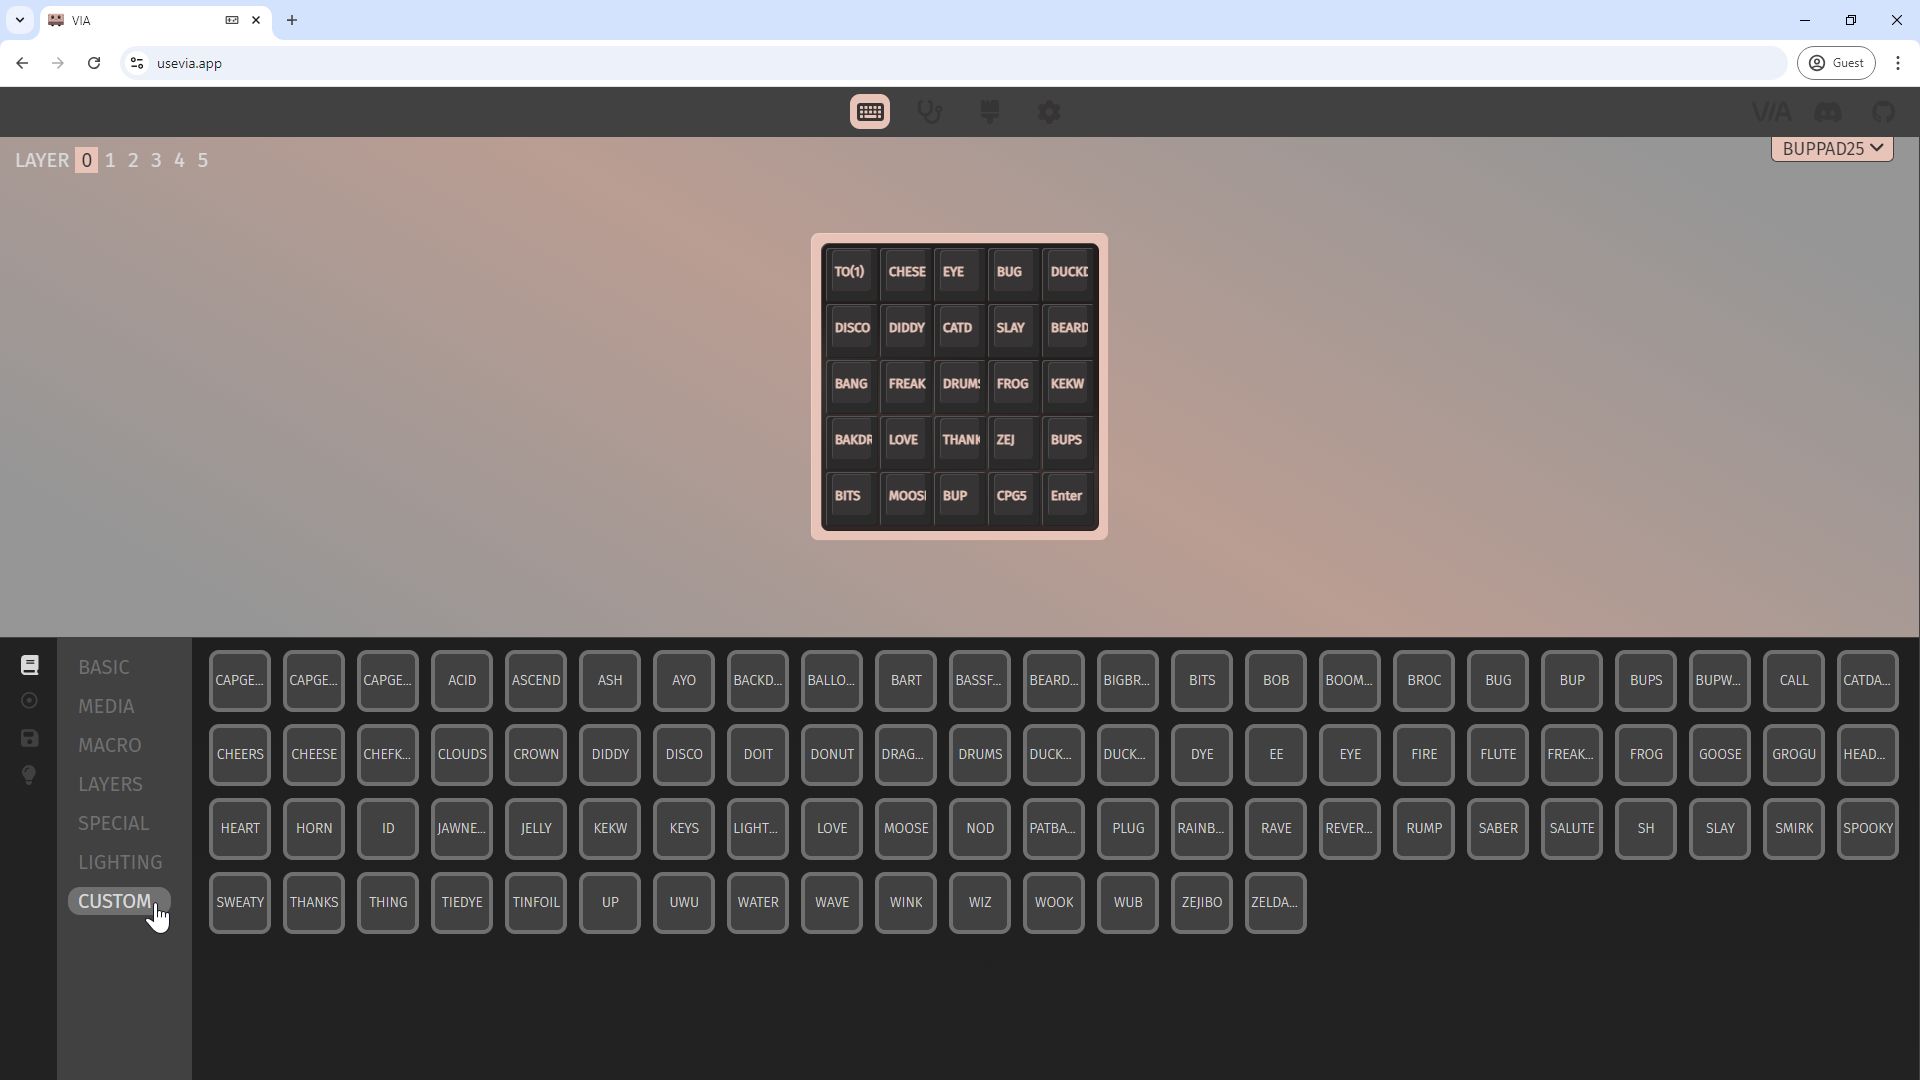 VIA
usevia.app
Guest
VIA
LAYER 0 1 2 3 4 5
BUPPAD25
TO(1) CHESE EYE BUG DUCKD
DISCO DIDDY CATD SLAY BEARD
BANG FREAK DRUMS FROG KEKW
BAKDR LOVE THANK ZEJ BUPS
BITS MOOSE BUP CPG5 Enter
BASIC
MEDIA
MACRO
LAYERS
SPECIAL
LIGHTING
CUSTOM
CAPGE... CAPGE... CAPGE... ACID ASCEND ASH AYO BACKD... BALLO... BART BASSF... BEARD... BIGBR... BITS BOB BOOM... BROC BUG BUP BUPS BUPW... CALL CATDA...
CHEERS CHEESE CHEFK... CLOUDS CROWN DIDDY DISCO DOIT DONUT DRAG... DRUMS DUCK... DUCK... DYE EE EYE FIRE FLUTE FREAK... FROG GOOSE GROGU HEAD...
HEART HORN ID JAWNE... JELLY KEKW KEYS LIGHT... LOVE MOOSE NOD PATBA... PLUG RAINB... RAVE REVER... RUMP SABER SALUTE SH SLAY SMIRK SPOOKY
SWEATY THANKS THING TIEDYE TINFOIL UP UWU WATER WAVE WINK WIZ WOOK WUB ZEJIBO ZELDA...